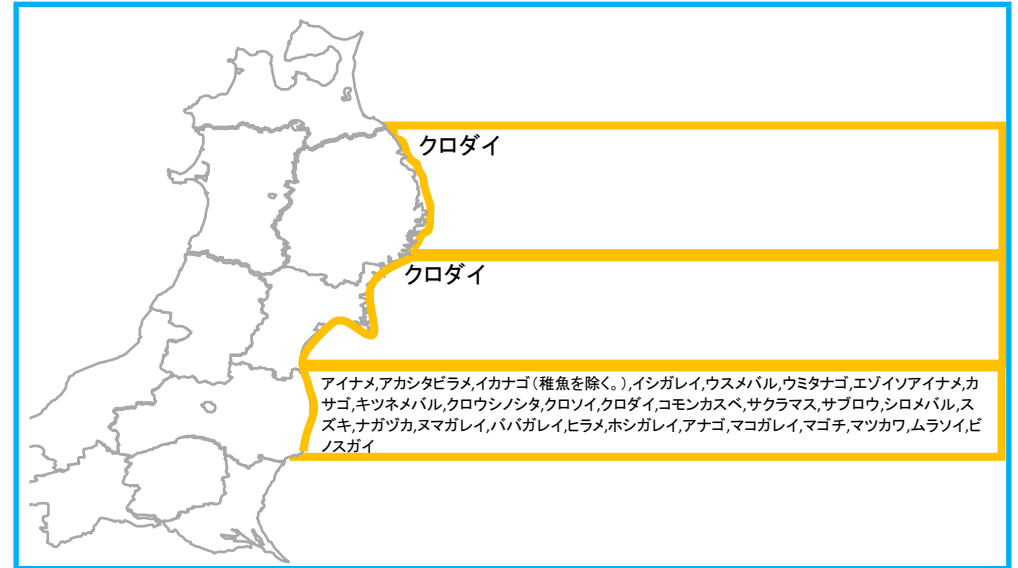 クロダイ
クロダイ
アイナメ,アカシタビラメ,イカナゴ（稚魚を除く。）,イシガレイ,ウスメバル,ウミタナゴ,エゾイソアイナメ,カ
サゴ,キツネメバル,クロウシノシタ,クロソイ,クロダイ,コモンカスベ,サクラマス,サブロウ,シロメバル,ス
ズキ,ナガヅカ,ヌマガレイ,ババガレイ,ヒラメ,ホシガレイ,アナゴ,マコガレイ,マゴチ,マツカワ,ムラソイ,ビ
ノスガイ